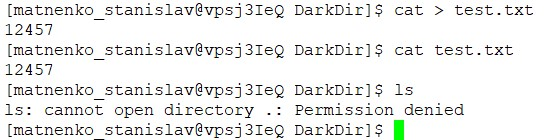 [matnenko_stanislav@vpsj3IeQ DarkDir]$ cat > test.txt
12457
[matnenko_stanislav@vpsj3IeQ DarkDir]$ cat test.txt
12457
[matnenko_stanislav@vpsj3IeQ DarkDir]$ ls
ls: cannot open directory .: Permission denied
[matnenko_stanislav@vpsj3IeQ DarkDir]$